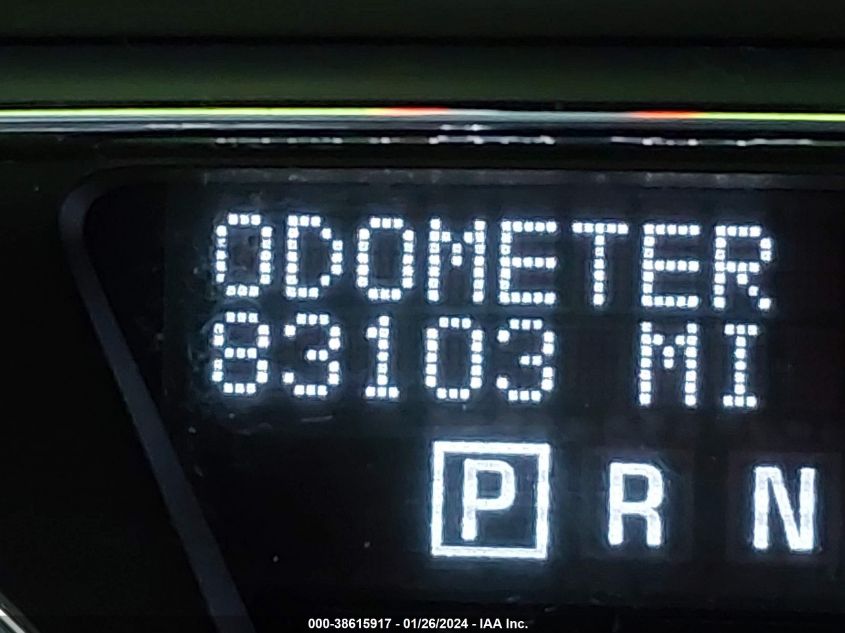 ODOMETER
83103 MI
P R N
000-38615917 - 01/26/2024 - IAA Inc.